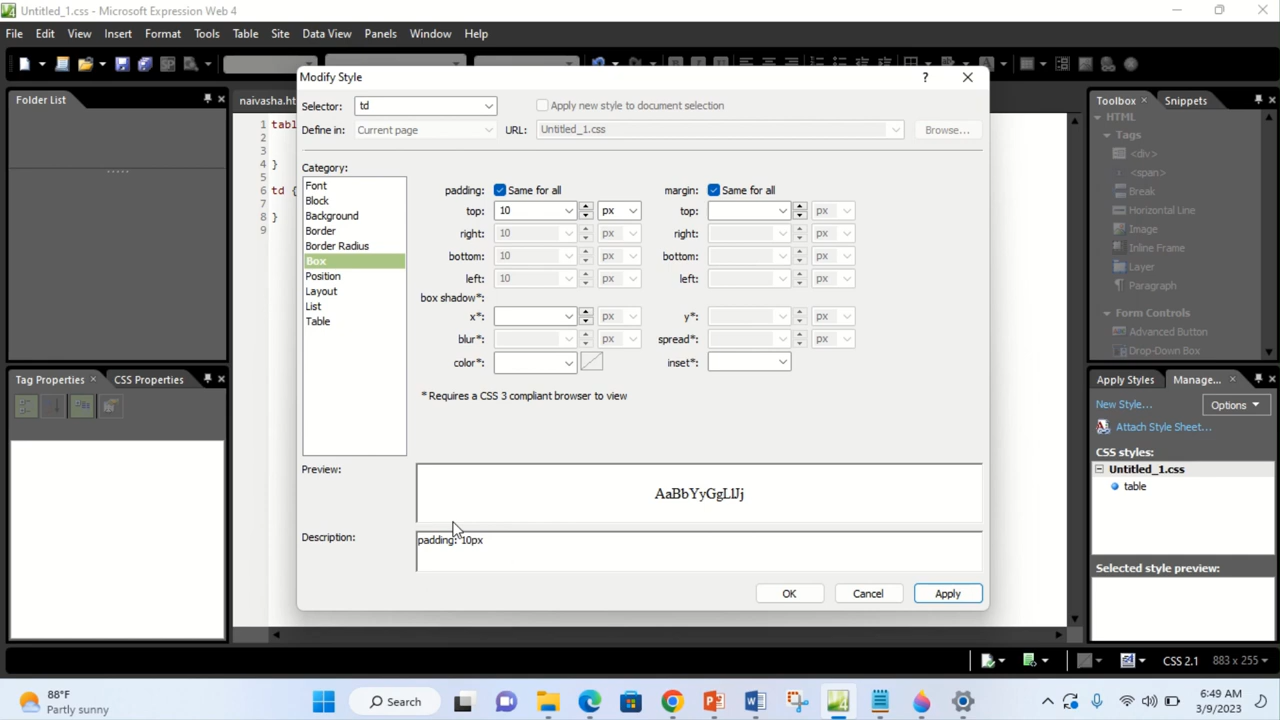 Untitled_1.css - Microsoft Expression Web 4
File Edit View Insert Format Tools Table Site Data View Panels Window Help
Folder List
naivasha.ht
1 tabl
2
3
4 }
5
6 td {
7
8 }
9
Modify Style
?
Selector: td
Apply new style to document selection
Define in: Current page
URL: Untitled_1.css
Browse...
Category:
Font
Block
Background
Border
Border Radius
Box
Position
Layout
List
Table
padding: Same for all
top: 10 px
right: 10 px
bottom: 10 px
left: 10 px
margin: Same for all
top: px
right: px
bottom: px
left: px
box shadow*:
x*: px y*: px
blur*: px spread*: px
color*: inset*:
* Requires a CSS 3 compliant browser to view
Preview:
AaBbYyGgLlJj
Description:
padding: 10px
OK Cancel Apply
Toolbox Snippets
HTML
Tags
<div>
<span>
Break
Horizontal Line
Image
Inline Frame
Layer
Paragraph
Form Controls
Advanced Button
Drop-Down Box
Tag Properties CSS Properties
Apply Styles Manage...
New Style... Options
Attach Style Sheet...
CSS styles:
Untitled_1.css
table
Selected style preview:
CSS 2.1 883 x 255
88°F
Partly sunny
Search
6:49 AM
3/9/2023